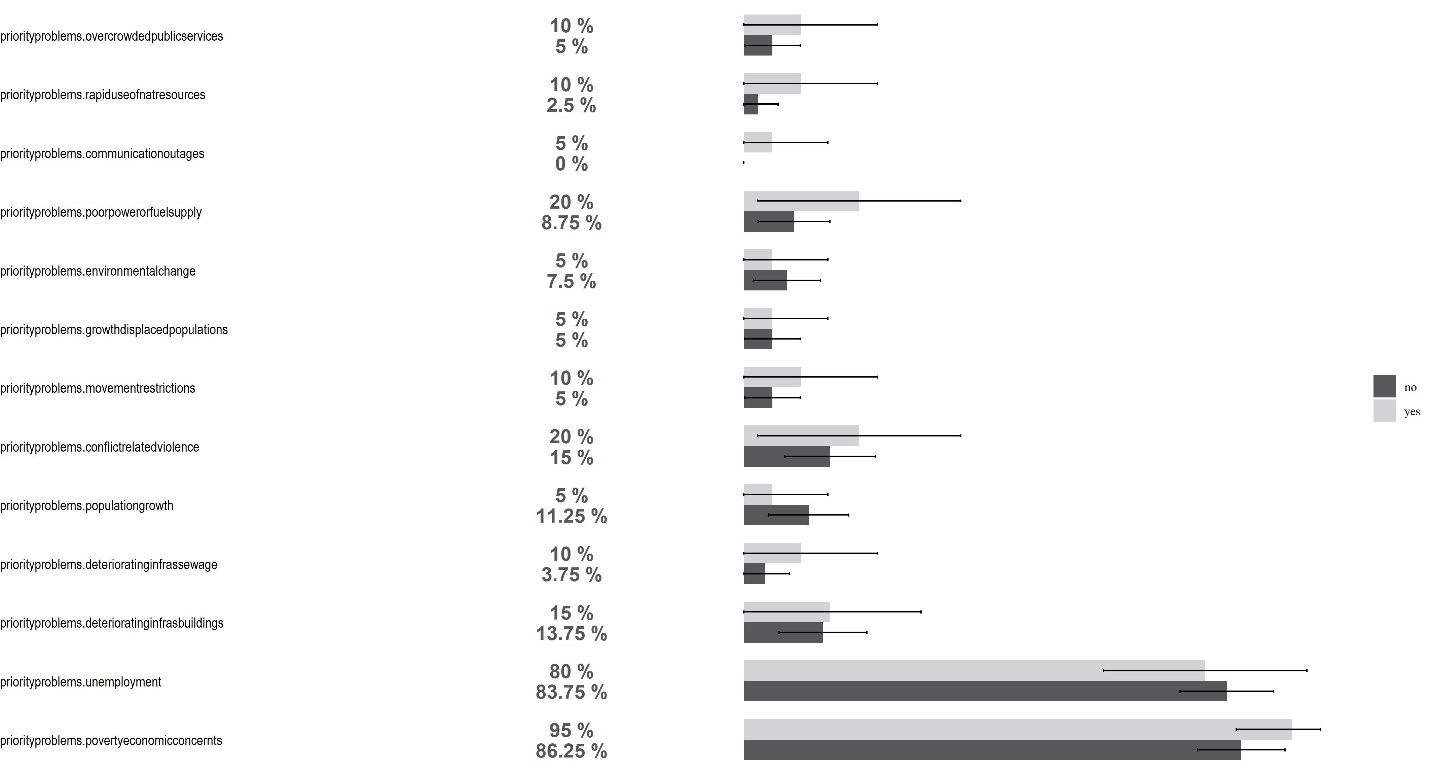 priorityproblems.overcrowdedpublicservices
10 %
5 %
priorityproblems.rapiduseofnatresources
10 %
2.5 %
priorityproblems.communicationoutages
5 %
0 %
priorityproblems.poorpowerorfuelsupply
20 %
8.75 %
priorityproblems.environmentalchange
5 %
7.5 %
priorityproblems.growthdisplacedpopulations
5 %
5 %
priorityproblems.movementrestrictions
10 %
5 %
no
yes
priorityproblems.conflictrelatedviolence
20 %
15 %
priorityproblems.populationgrowth
5 %
11.25 %
priorityproblems.deterioratinginfrassewage
10 %
3.75 %
priorityproblems.deterioratinginfrasbuildings
15 %
13.75 %
priorityproblems.unemployment
80 %
83.75 %
priorityproblems.povertyeconomicconcernts
95 %
86.25 %